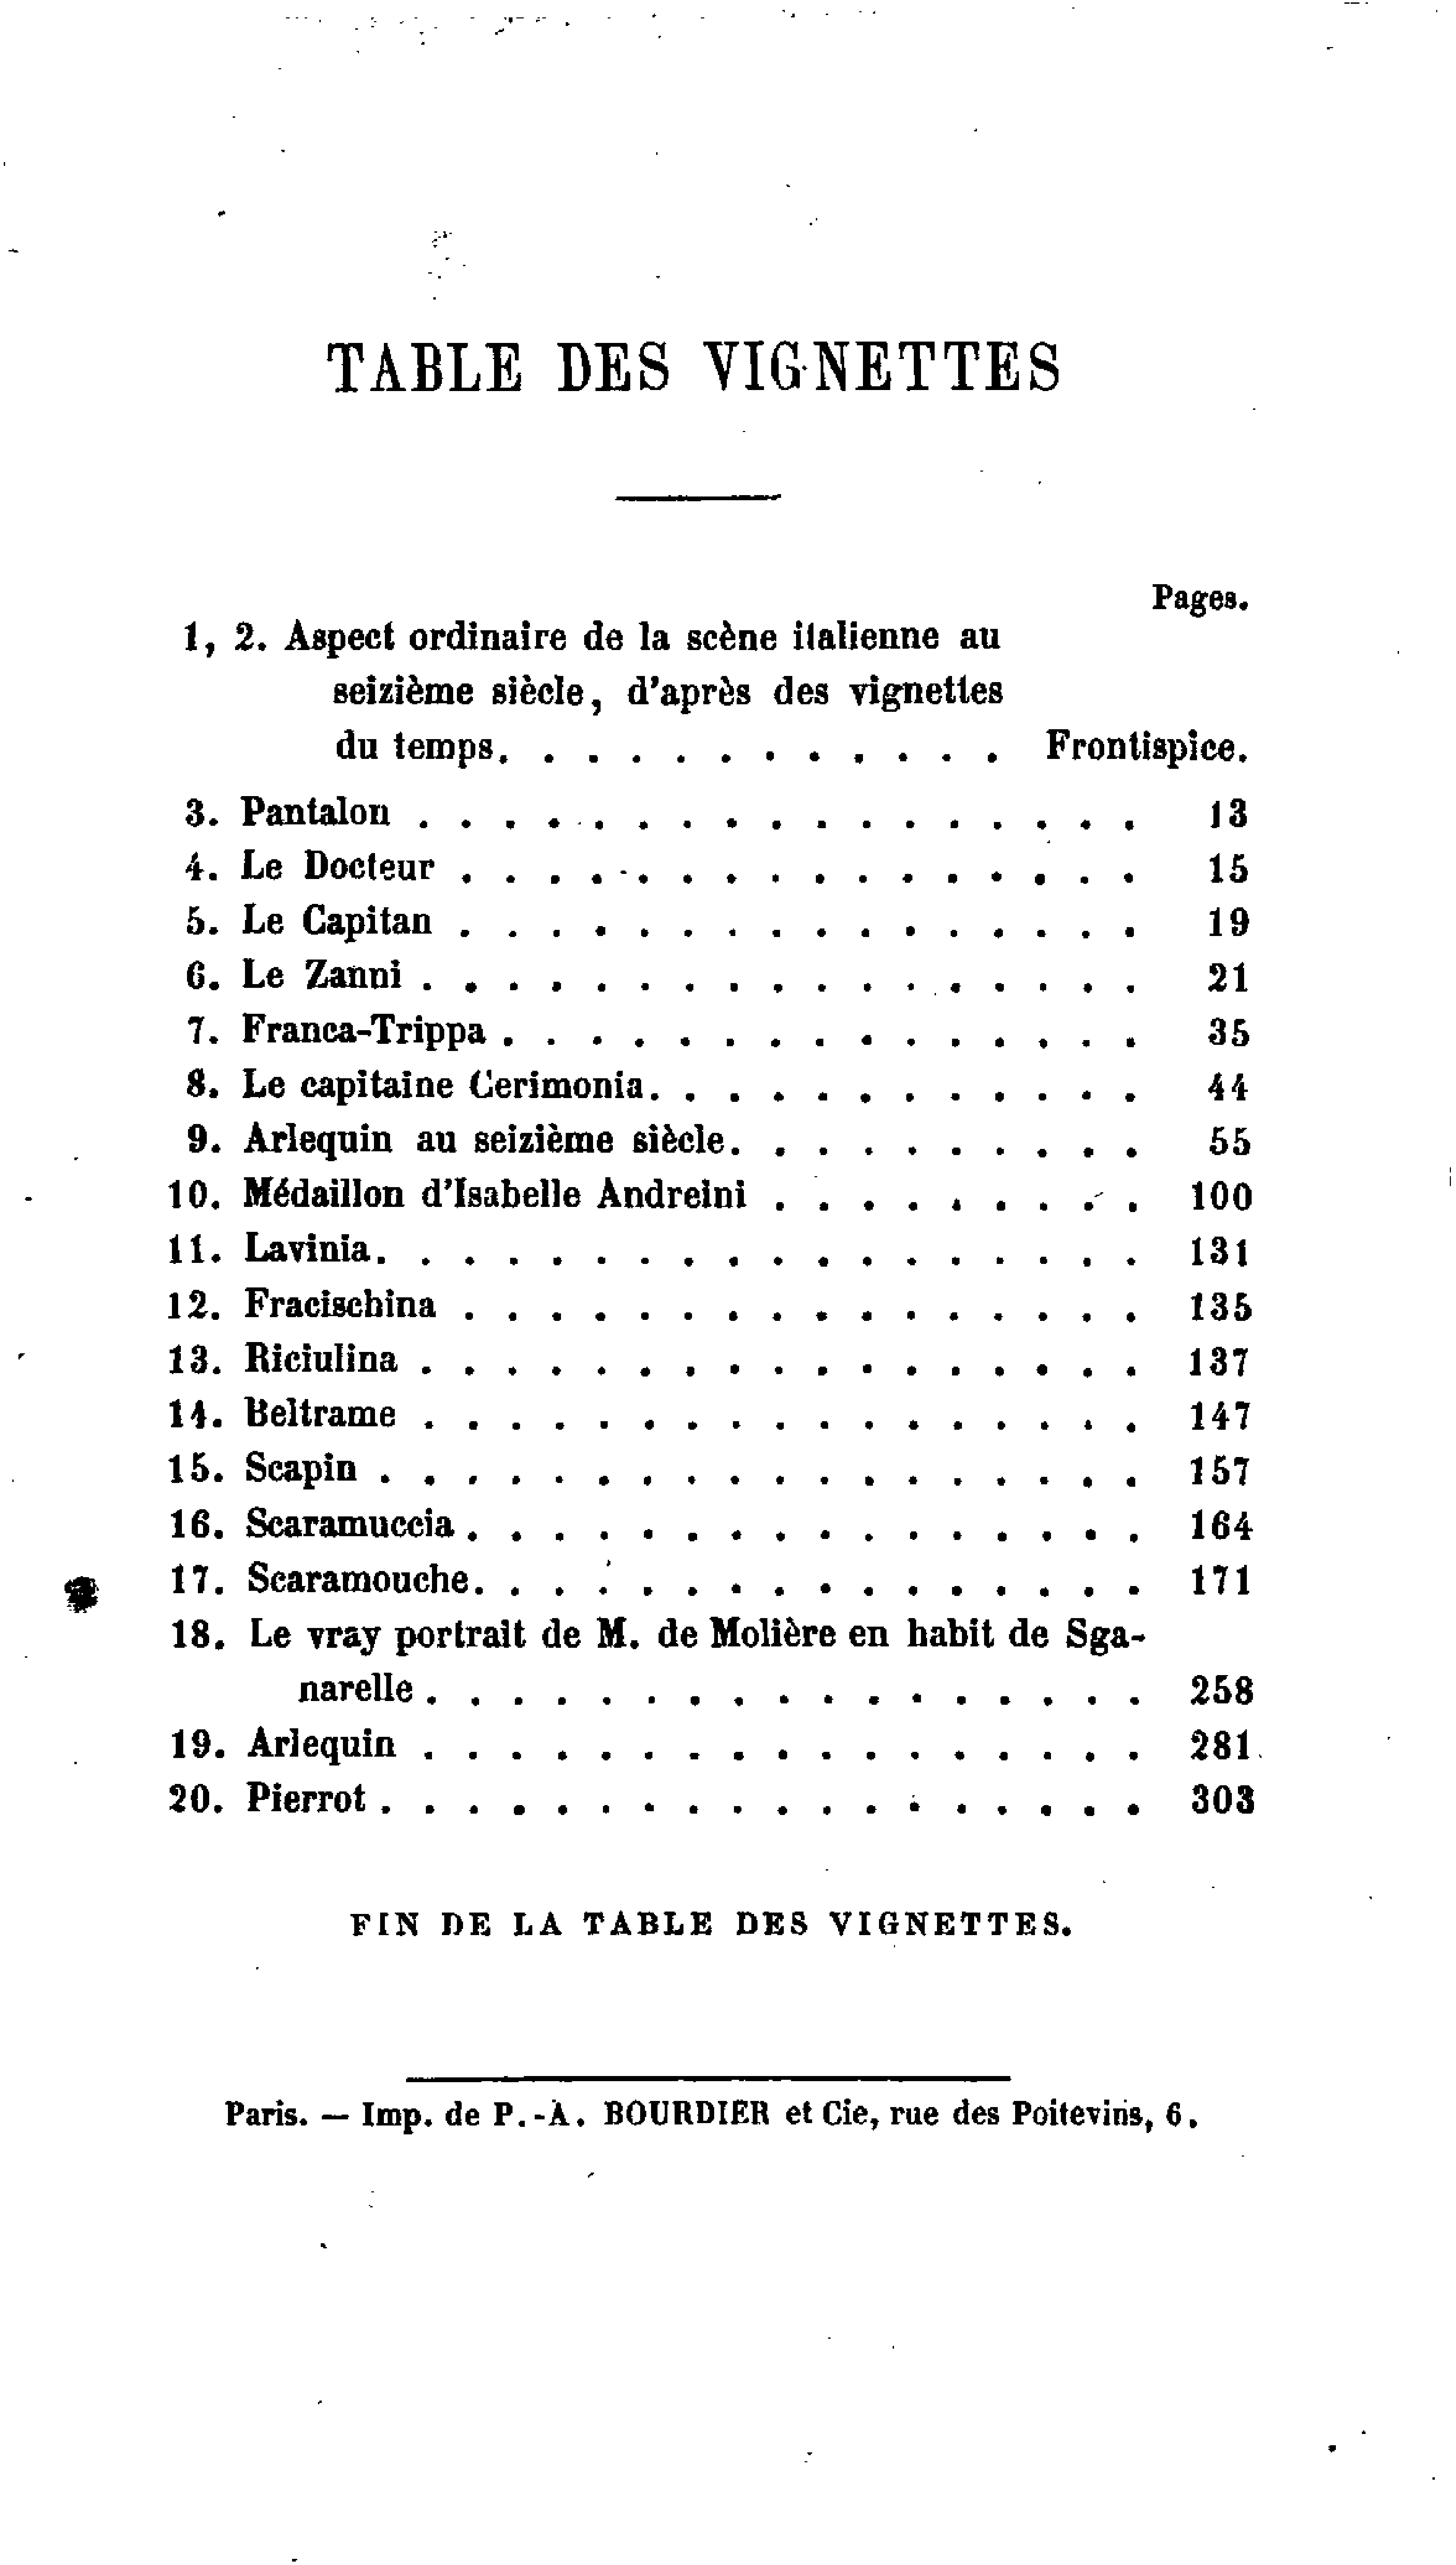 TABLE DES VIGNETTES
Pages.
1, 2. Aspect ordinaire de la scène italienne au
seizième siècle, d'après des vignettes
du temps. . . . . . . . . . . . Frontispice.
3. Pantalon . . . . . . . . . . . . . . . . . 13
4. Le Docteur . . . . . . . . . . . . . . . . 15
5. Le Capitan . . . . . . . . . . . . . . . . 19
6. Le Zanni . . . . . . . . . . . . . . . . . 21
7. Franca-Trippa . . . . . . . . . . . . . . . 35
8. Le capitaine Cerimonia. . . . . . . . . . . . 44
9. Arlequin au seizième siècle. . . . . . . . . . 55
10. Médaillon d'Isabelle Andreini . . . . . . . . . 100
11. Lavinia. . . . . . . . . . . . . . . . . . 131
12. Fracischina . . . . . . . . . . . . . . . . 135
13. Riciulina . . . . . . . . . . . . . . . . . 137
14. Beltrame . . . . . . . . . . . . . . . . . 147
15. Scapin . . . . . . . . . . . . . . . . . . 157
16. Scaramuccia . . . . . . . . . . . . . . . . 164
17. Scaramouche. . . . . . . . . . . . . . . . 171
18. Le vray portrait de M. de Molière en habit de Sga-
narelle . . . . . . . . . . . . . . . . . 258
19. Arlequin . . . . . . . . . . . . . . . . . 281
20. Pierrot . . . . . . . . . . . . . . . . . . 303
FIN DE LA TABLE DES VIGNETTES.
Paris. — Imp. de P.-A. BOURDIER et Cie, rue des Poitevins, 6.